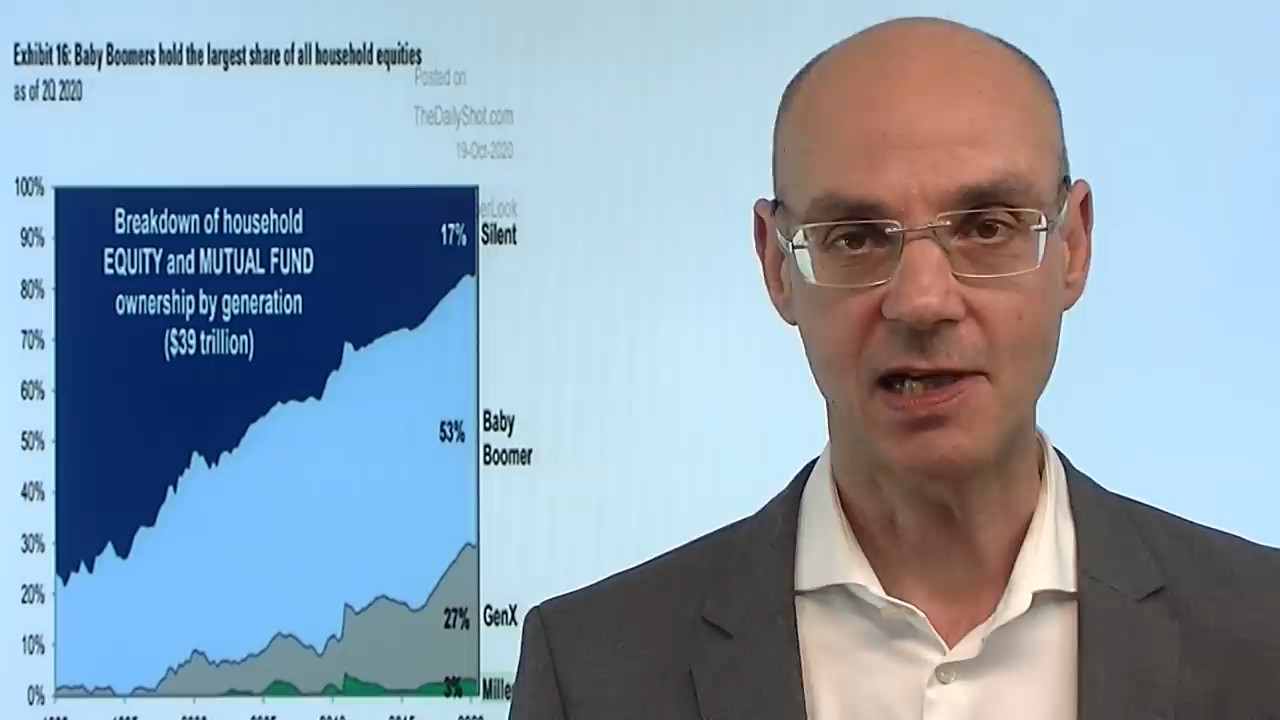 Exhibit 16: Baby Boomers hold the largest share of all household equities
as of 2Q 2020
Posted on
TheDailyShot.com
19-Oct-2020
erLook
100%
90%
80%
70%
60%
50%
40%
30%
20%
10%
0%
Breakdown of household
EQUITY and MUTUAL FUND
ownership by generation
($39 trillion)
17% Silent
53% Baby
Boomer
27% GenX
3% Mille